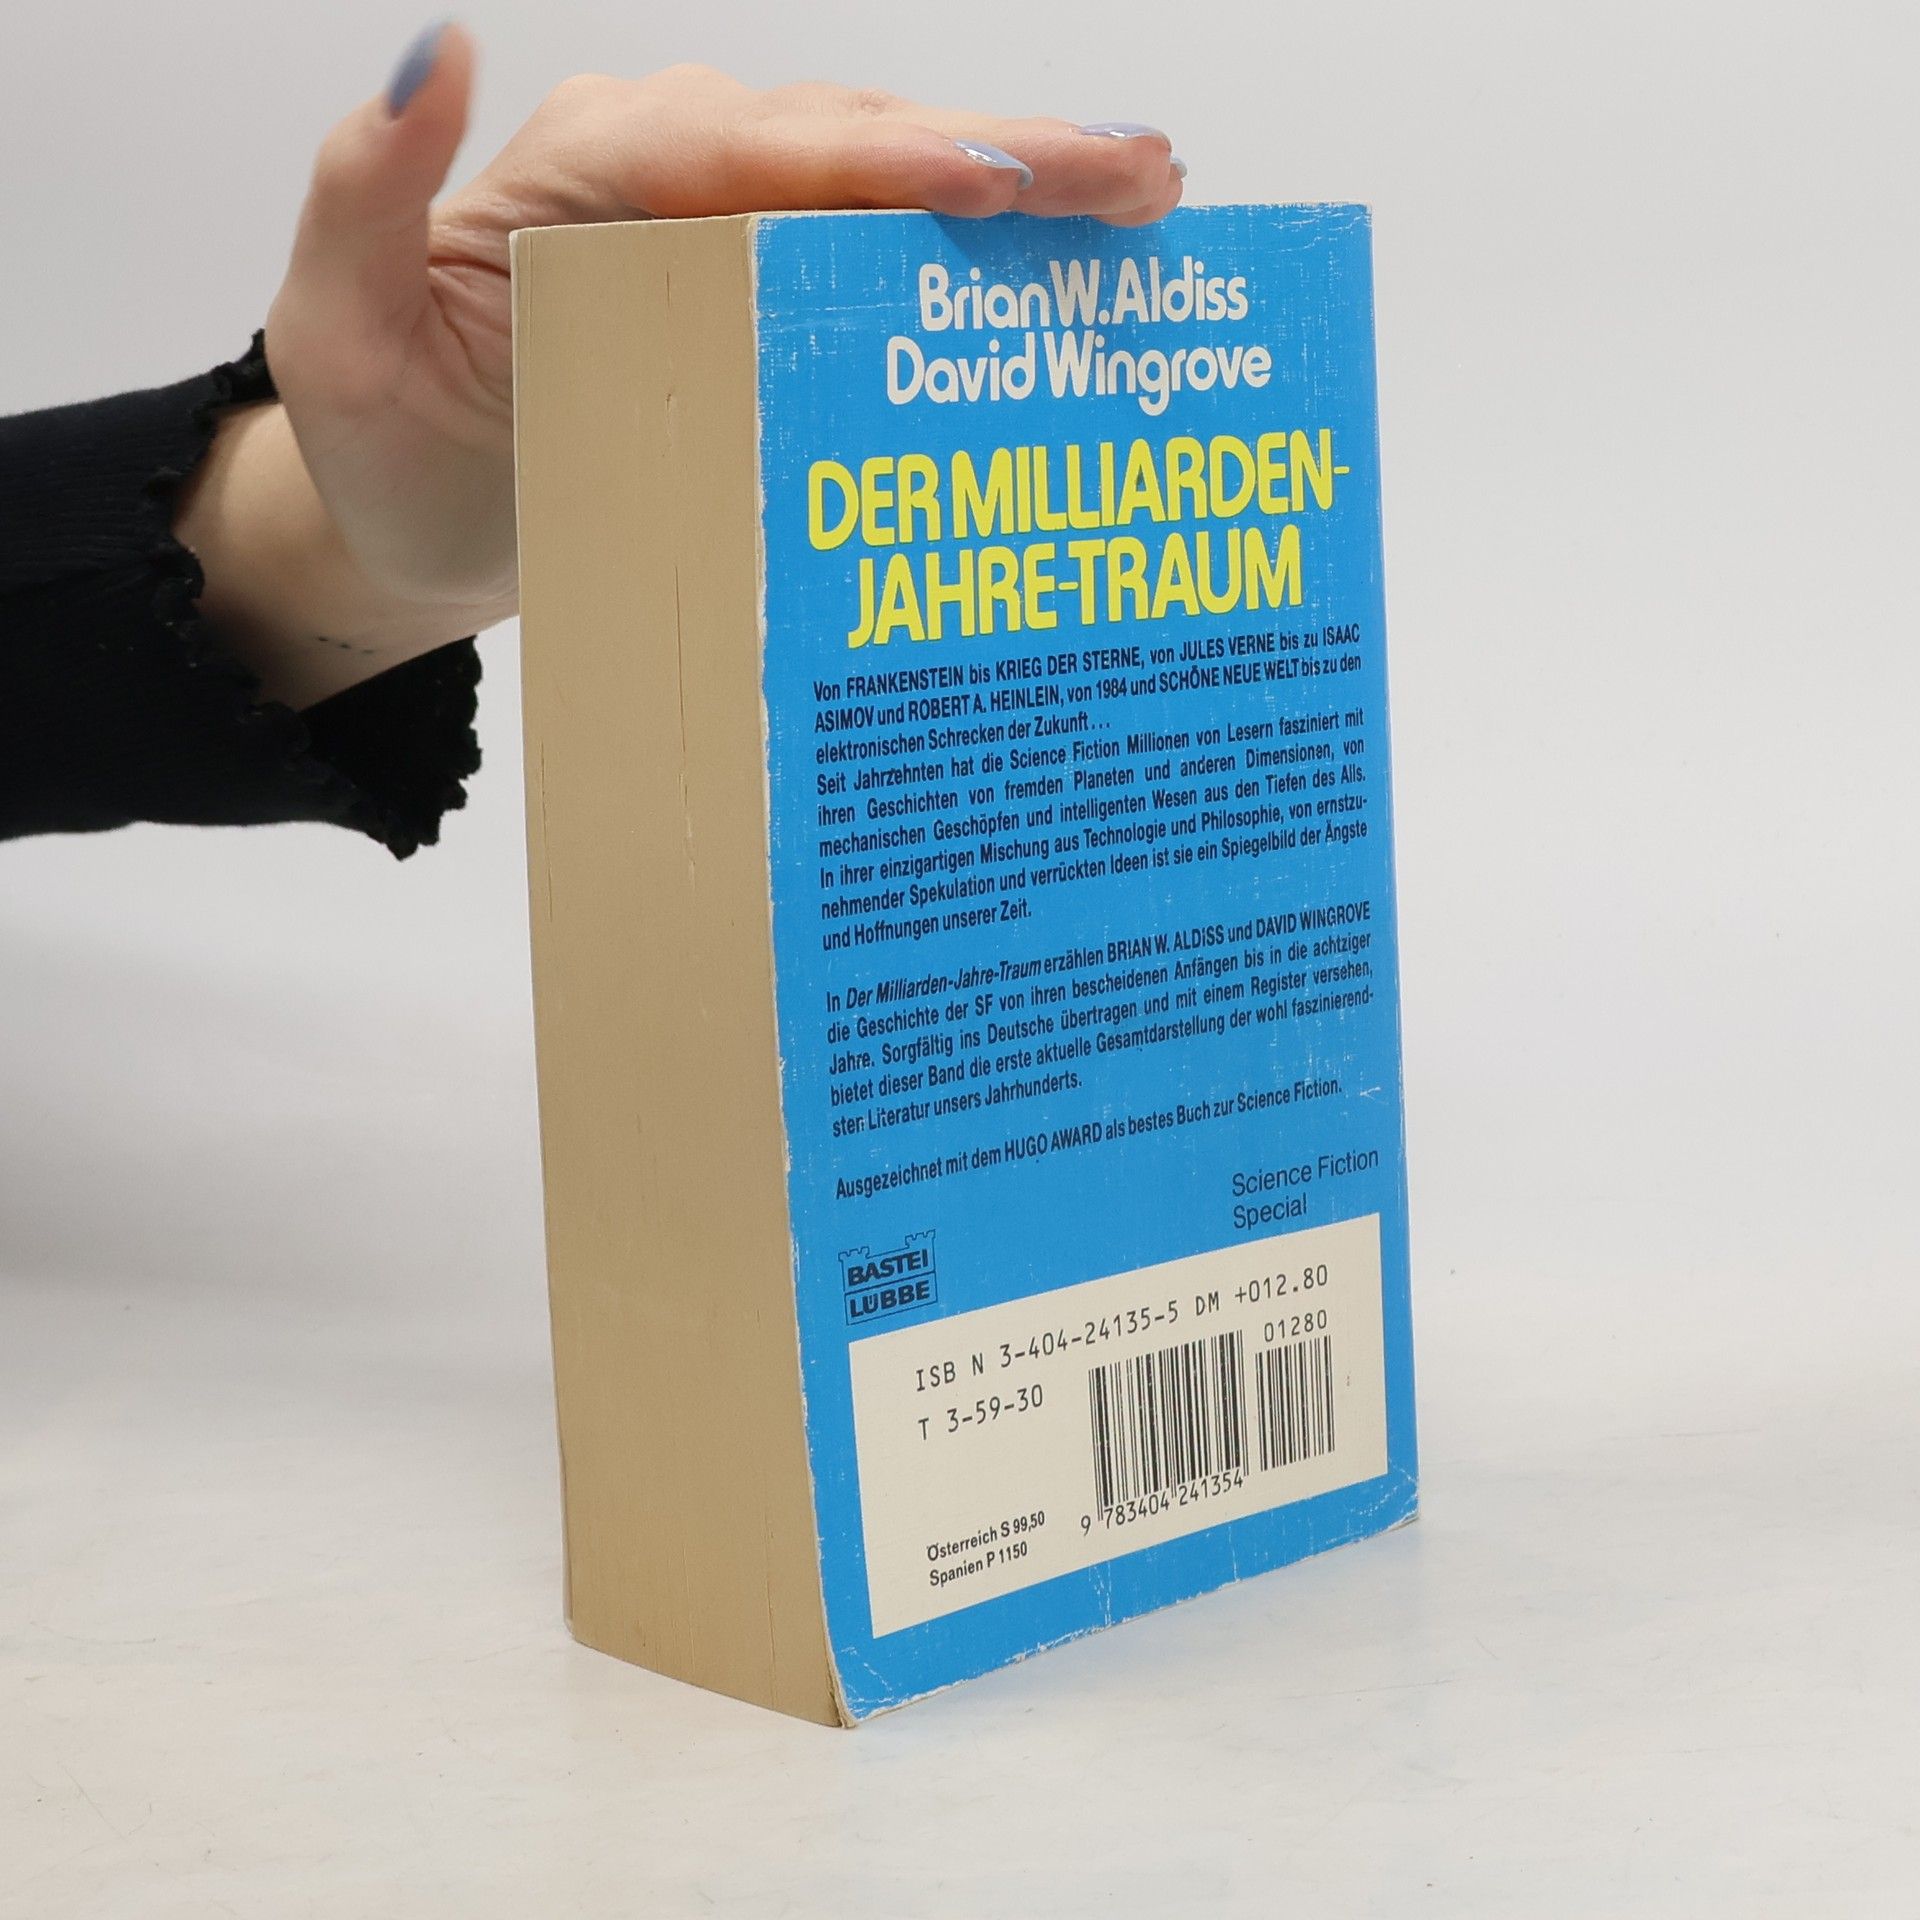 Brian W. Aldiss
David Wingrove
DER MILLIARDEN-
JAHRE-TRAUM
Von FRANKENSTEIN bis KRIEG DER STERNE, von JULES VERNE bis zu ISAAC
ASIMOV und ROBERT A. HEINLEIN, von 1984 und SCHÖNE NEUE WELT bis zu den
elektronischen Schrecken der Zukunft ...
Seit Jahrzehnten hat die Science Fiction Millionen von Lesern fasziniert mit
ihren Geschichten von fremden Planeten und anderen Dimensionen, von
mechanischen Geschöpfen und intelligenten Wesen aus den Tiefen des Alls.
In ihrer einzigartigen Mischung aus Technologie und Philosophie, von ernstzu-
nehmender Spekulation und verrückten Ideen ist sie ein Spiegelbild der Ängste
und Hoffnungen unserer Zeit.
In Der Milliarden-Jahre-Traum erzählen BRIAN W. ALDISS und DAVID WINGROVE
die Geschichte der SF von ihren bescheidenen Anfängen bis in die achtziger
Jahre. Sorgfältig ins Deutsche übertragen und mit einem Register versehen,
bietet dieser Band die erste aktuelle Gesamtdarstellung der wohl faszinierend-
sten Literatur unsers Jahrhunderts.
Ausgezeichnet mit dem HUGO AWARD als bestes Buch zur Science Fiction.
Science Fiction
Special
BASTEI
LÜBBE
ISB N 3-404-24135-5 DM +012.80
01280
T 3-59-30
9 783404 241354
Österreich S 99,50
Spanien P 1150